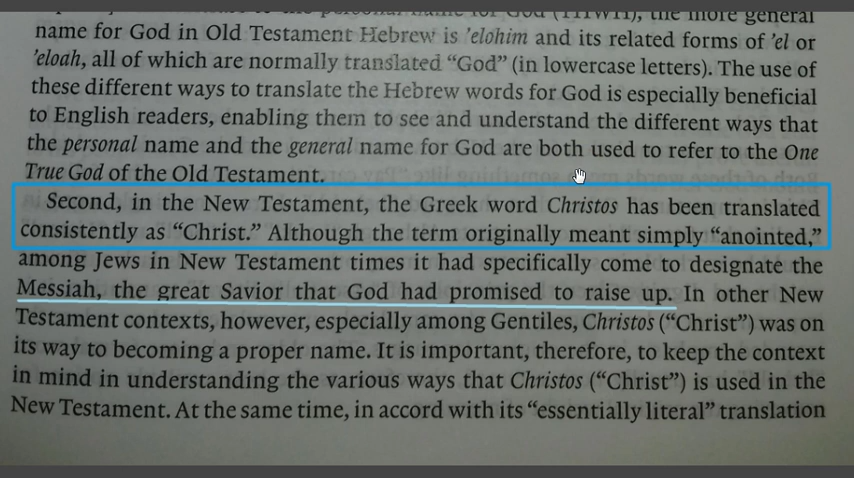 personal name for God (YHWH), the more general
name for God in Old Testament Hebrew is ’elohim and its related forms of ’el or
’eloah, all of which are normally translated “God” (in lowercase letters). The use of
these different ways to translate the Hebrew words for God is especially beneficial
to English readers, enabling them to see and understand the different ways that
the personal name and the general name for God are both used to refer to the One
True God of the Old Testament.
Second, in the New Testament, the Greek word Christos has been translated
consistently as “Christ.” Although the term originally meant simply “anointed,”
among Jews in New Testament times it had specifically come to designate the
Messiah, the great Savior that God had promised to raise up. In other New
Testament contexts, however, especially among Gentiles, Christos (“Christ”) was on
its way to becoming a proper name. It is important, therefore, to keep the context
in mind in understanding the various ways that Christos (“Christ”) is used in the
New Testament. At the same time, in accord with its “essentially literal” translation